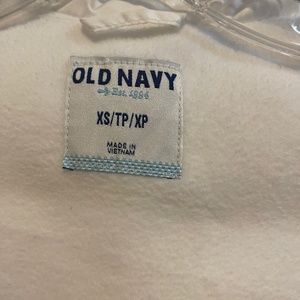 OLD NAVY
Est. 1994
XS/TP/XP
MADE IN
VIETNAM